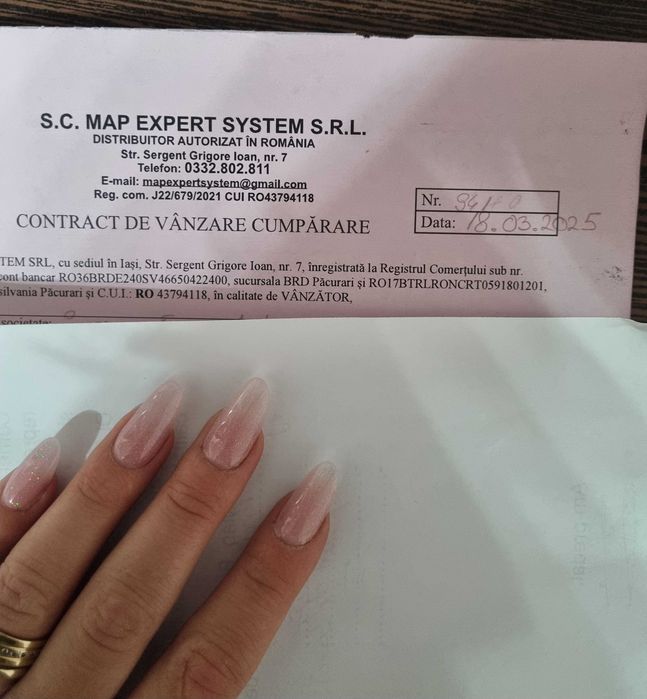 S.C. MAP EXPERT SYSTEM S.R.L.
DISTRIBUITOR AUTORIZAT ÎN ROMÂNIA
Str. Sergent Grigore Ioan, nr. 7
Telefon: 0332.802.811
E-mail: mapexpertsystem@gmail.com
Reg. com. J22/679/2021 CUI RO43794118
Nr.
Data: 18.03.2025
CONTRACT DE VÂNZARE CUMPĂRARE
TEM SRL, cu sediul în Iași, Str. Sergent Grigore Ioan, nr. 7, înregistrată la Registrul Comerțului sub nr.
cont bancar RO36BRDE240SV46650422400, sucursala BRD Păcurari și RO17BTRLRONCRT0591801201,
silvania Păcurari și C.U.I.: RO 43794118, în calitate de VÂNZĂTOR,